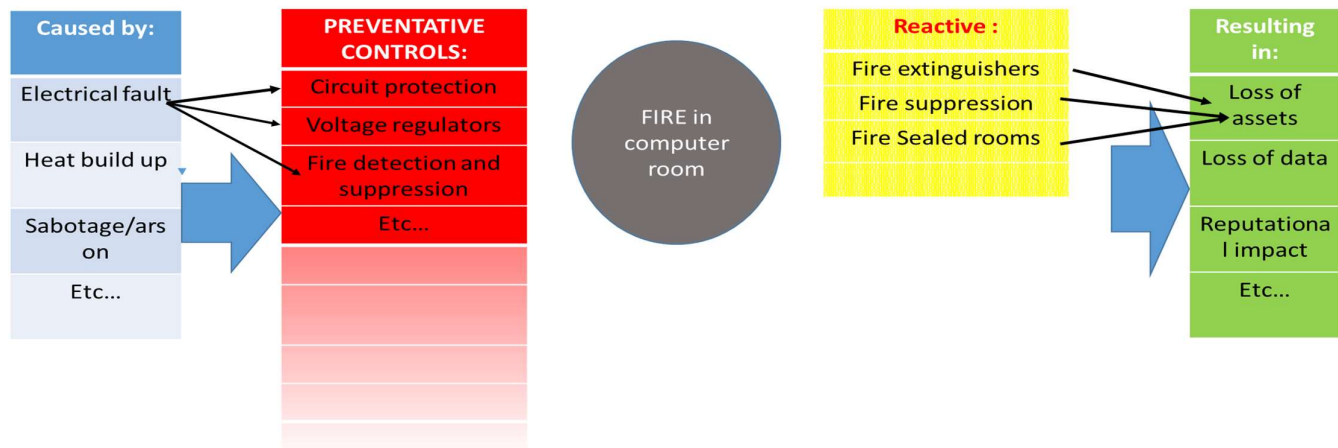 Caused by:
Electrical fault
Heat build up
Sabotage/ars
on
Etc...
PREVENTATIVE
CONTROLS:
Circuit protection
Voltage regulators
Fire detection and
suppression
Etc...
FIRE in
computer
room
Reactive :
Fire extinguishers
Fire suppression
Fire Sealed rooms
Resulting
in:
Loss of
assets
Loss of data
Reputationa
l impact
Etc...